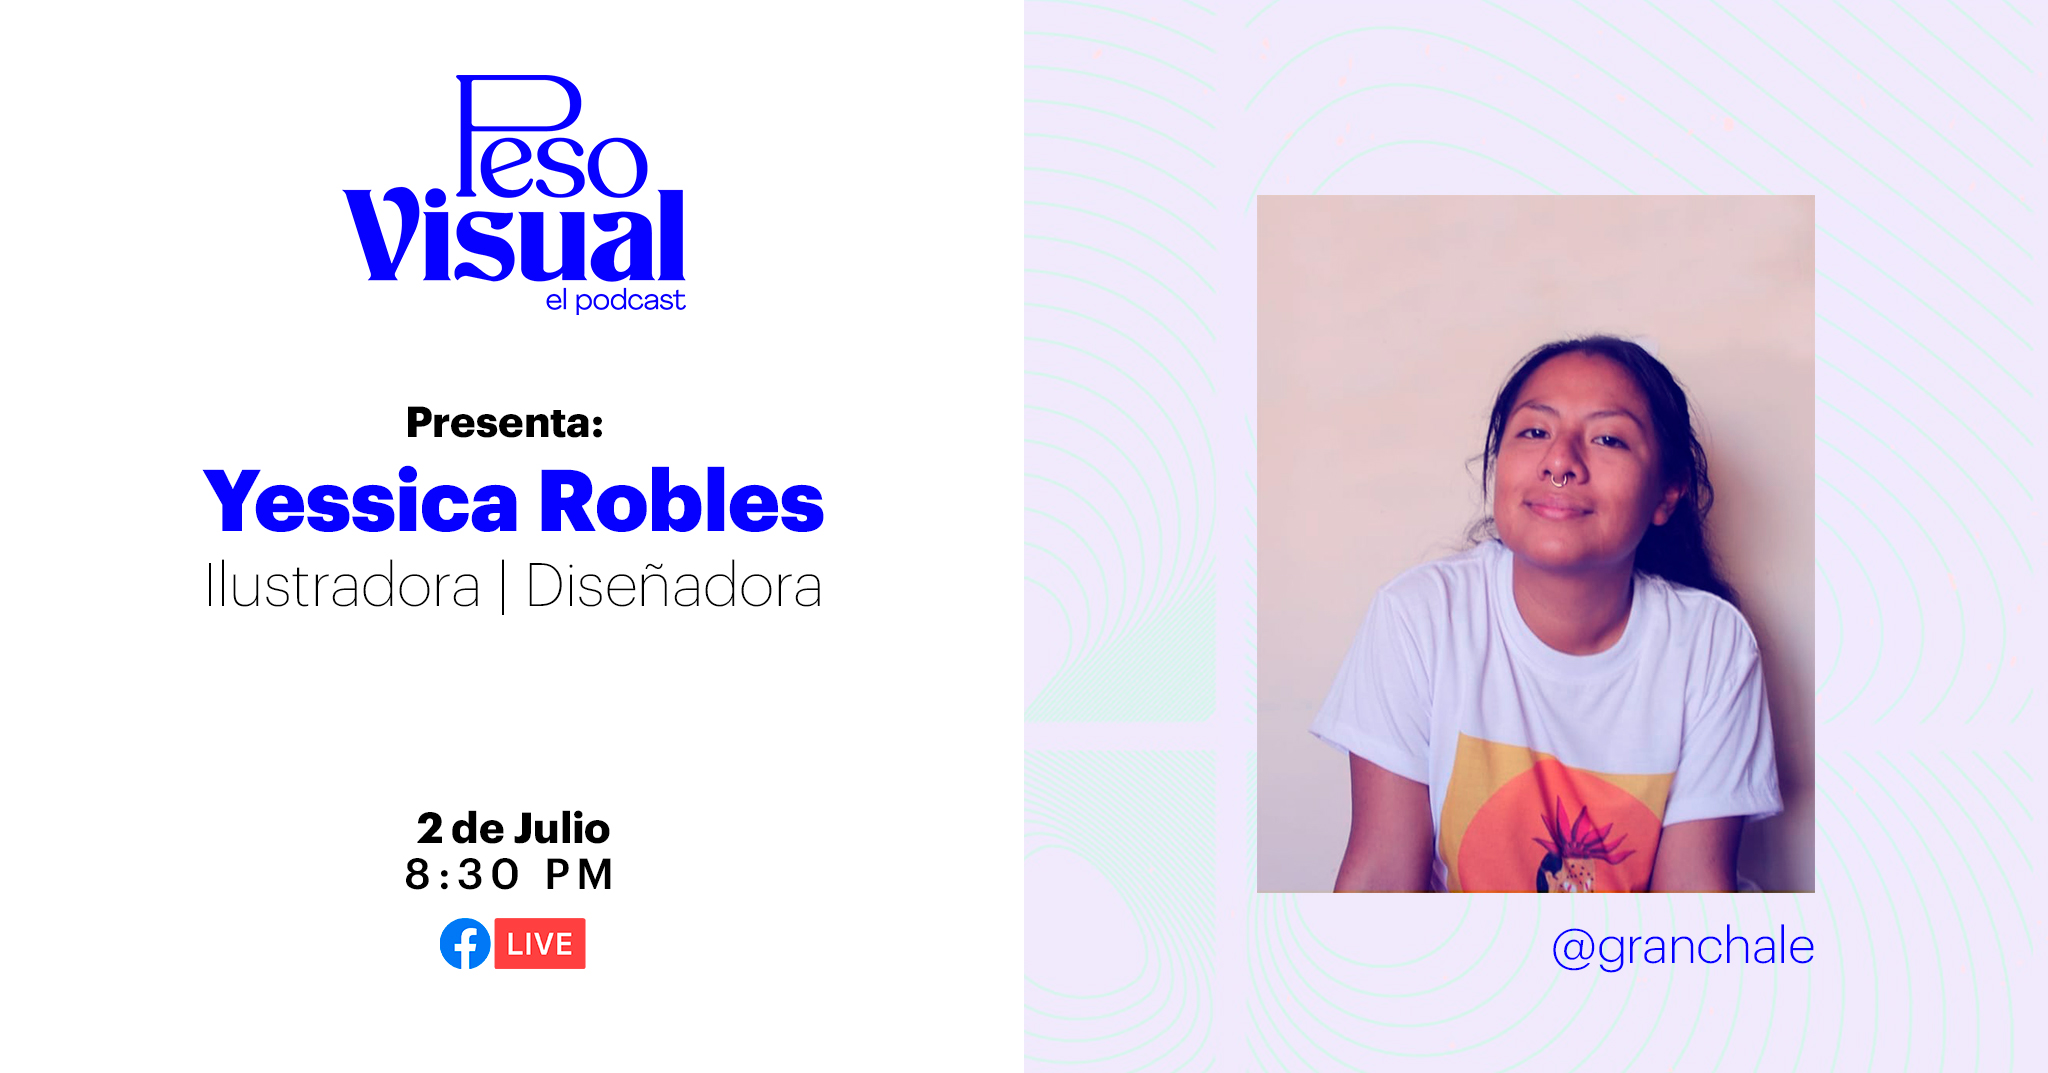 Peso
Visual
el podcast
Presenta:
Yessica Robles
Ilustradora | Diseñadora
2 de Julio
8:30 PM
LIVE
@granchale